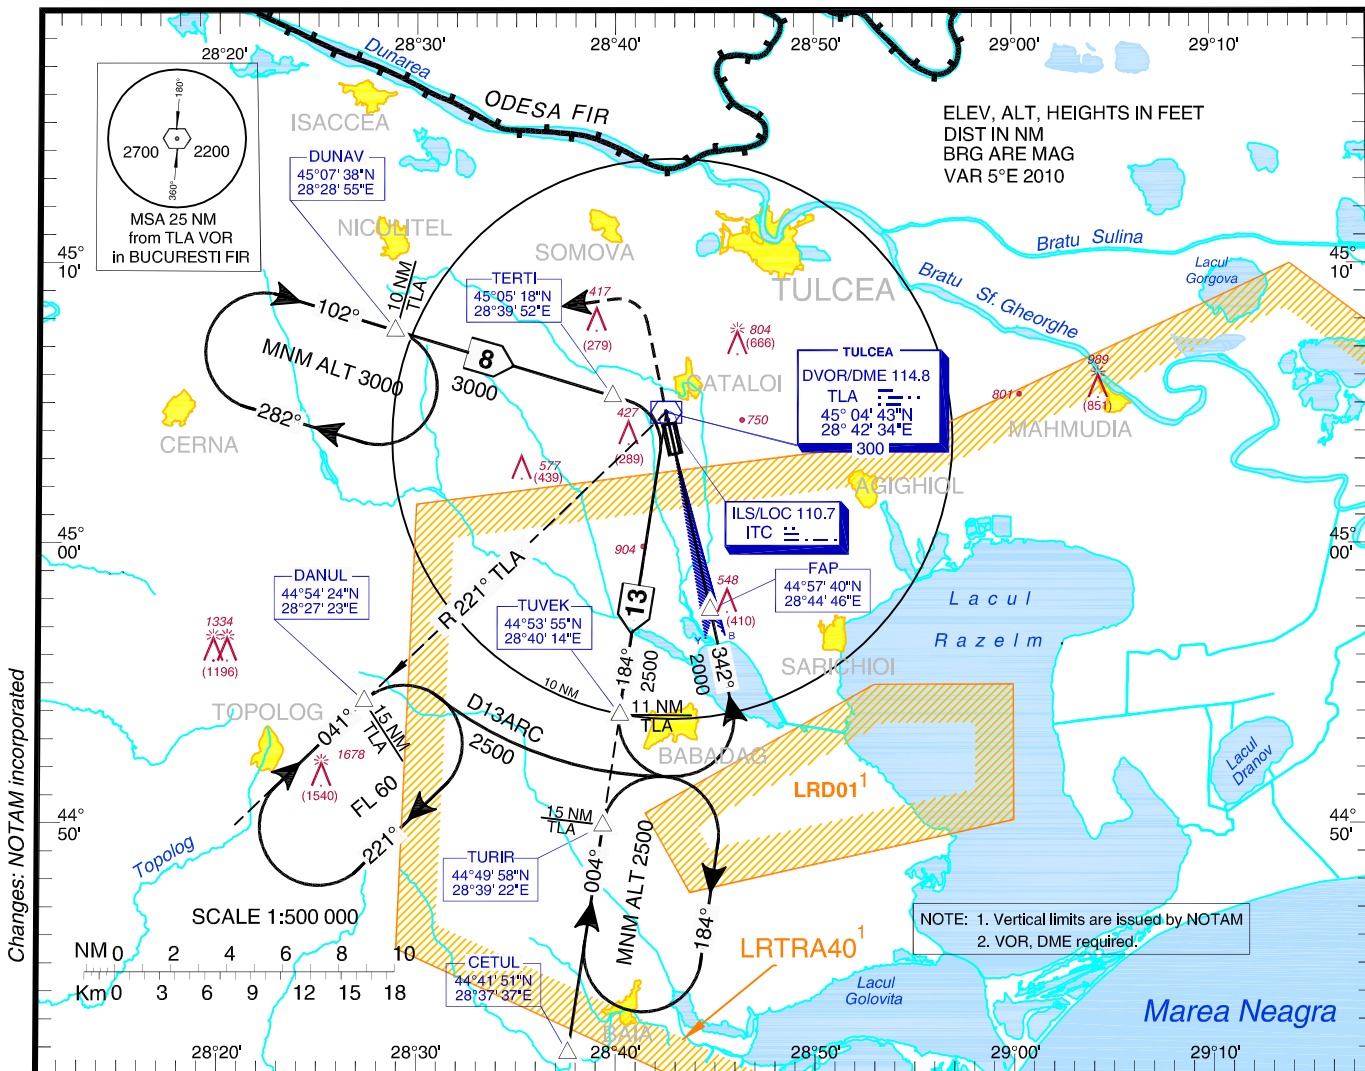 28°20'
28°30'
28°40'
28°50'
29°00'
29°10'
180°
2700
2200
360°
MSA 25 NM
from TLA VOR
in BUCURESTI FIR
Dunarea
ODESA FIR
ISACCEA
ELEV, ALT, HEIGHTS IN FEET
DIST IN NM
BRG ARE MAG
VAR 5°E 2010
DUNAV
45°07' 38"N
28°28' 55"E
NICULITEL
SOMOVA
TULCEA
Bratu Sulina
Bratu Sf. Gheorghe
Lacul
Gorgova
45°
10'
45°
10'
TERTI
45°05' 18"N
28°39' 52"E
10 NM
TLA
417
(279)
804
(666)
102°
MNM ALT 3000
282°
8
3000
CATALOI
TULCEA
DVOR/DME 114.8
TLA
45° 04' 43"N
28° 42' 34"E
300
989
(851)
801
MAHMUDIA
CERNA
427
(289)
750
577
(439)
AGIGHIOL
ILS/LOC 110.7
ITC
45°
00'
45°
00'
904
R 221° TLA
DANUL
44°54' 24"N
28°27' 23"E
TUVEK
44°53' 55"N
28°40' 14"E
13
548
(410)
FAP
44°57' 40"N
28°44' 46"E
Y
B
Lacul
Razelm
1334
(1196)
184°
2500
2000
342°
SARICHIOI
10 NM
11 NM
TLA
TOPOLOG
041°
15 NM
TLA
D13ARC
2500
BABADAG
1678
(1540)
FL 60
221°
LRD01¹
Lacul
Dranov
44°
50'
44°
50'
15 NM
TLA
Topolog
TURIR
44°49' 58"N
28°39' 22"E
004°
MNM ALT 2500
184°
SCALE 1:500 000
NM 0 2 4 6 8 10
Km 0 3 6 9 12 15 18
CETUL
44°41' 51"N
28°37' 37"E
LRTRA40¹
NOTE: 1. Vertical limits are issued by NOTAM
2. VOR, DME required.
Lacul
Golovita
BAIA
Marea Neagra
28°20'
28°30'
28°40'
28°50'
29°00'
29°10'
Changes: NOTAM incorporated